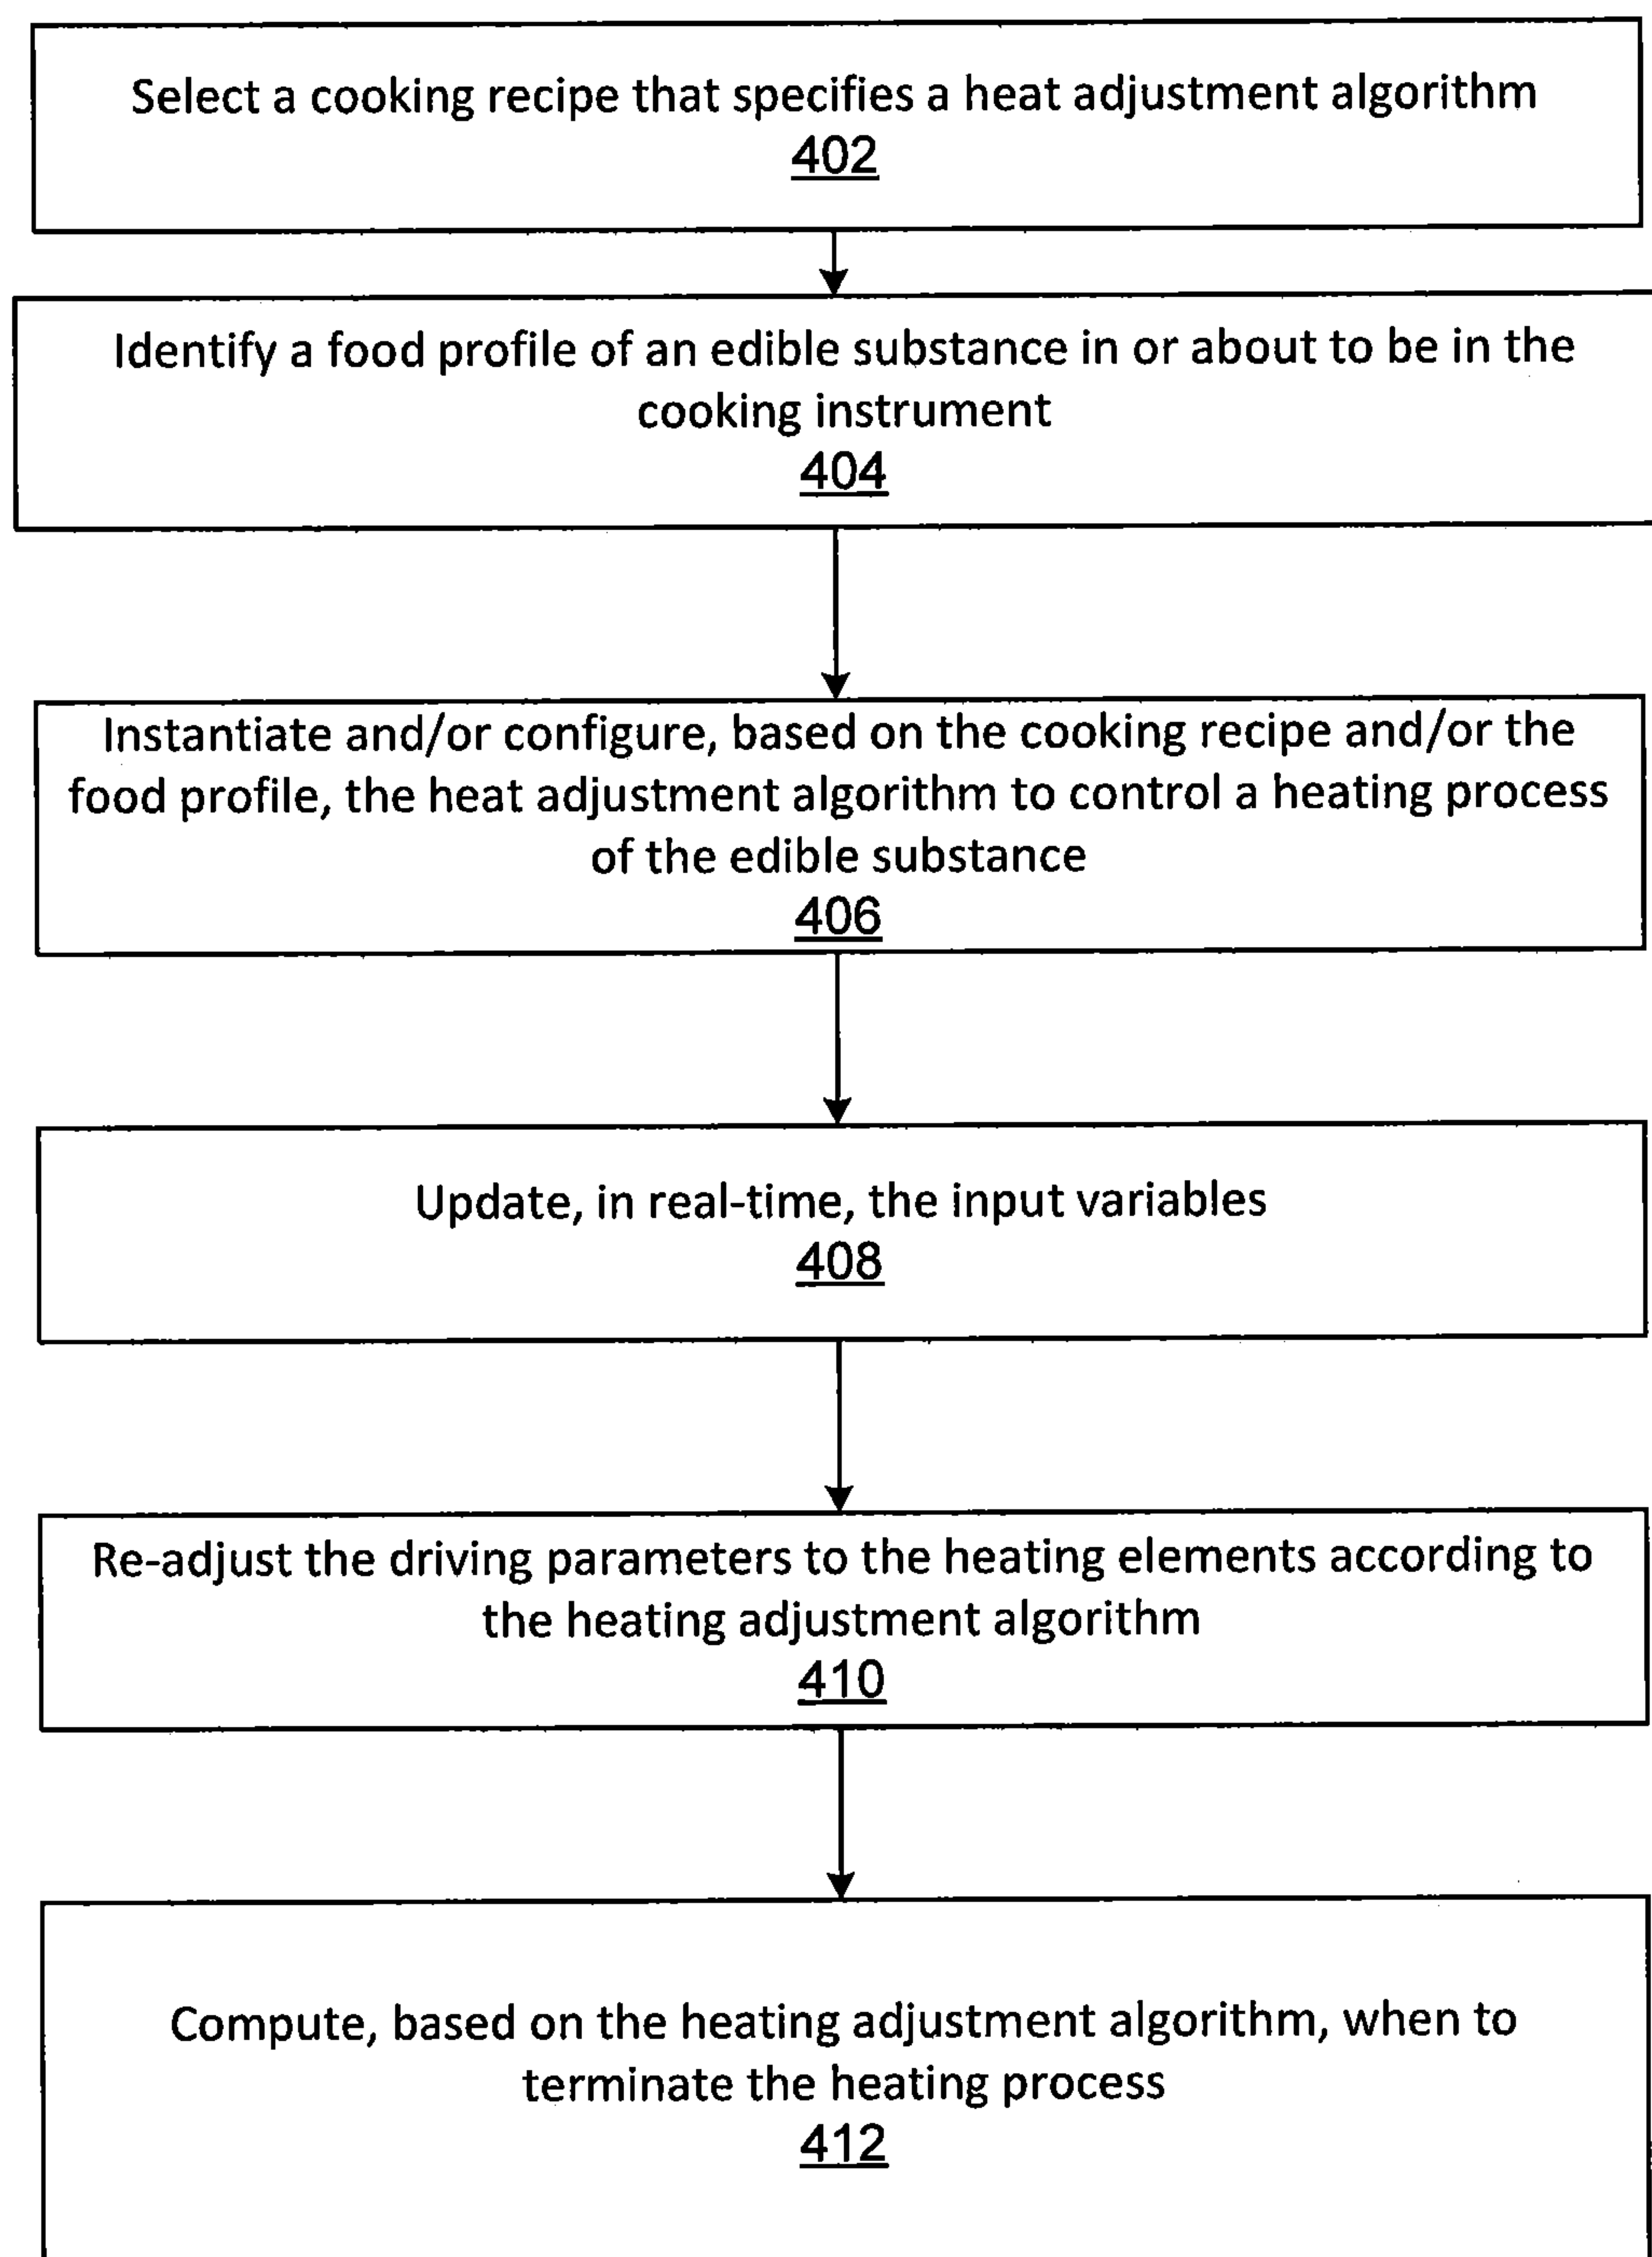 Select a cooking recipe that specifies a heat adjustment algorithm
402
Identify a food profile of an edible substance in or about to be in the
cooking instrument
404
Instantiate and/or configure, based on the cooking recipe and/or the
food profile, the heat adjustment algorithm to control a heating process
of the edible substance
406
Update, in real-time, the input variables
408
Re-adjust the driving parameters to the heating elements according to
the heating adjustment algorithm
410
Compute, based on the heating adjustment algorithm, when to
terminate the heating process
412